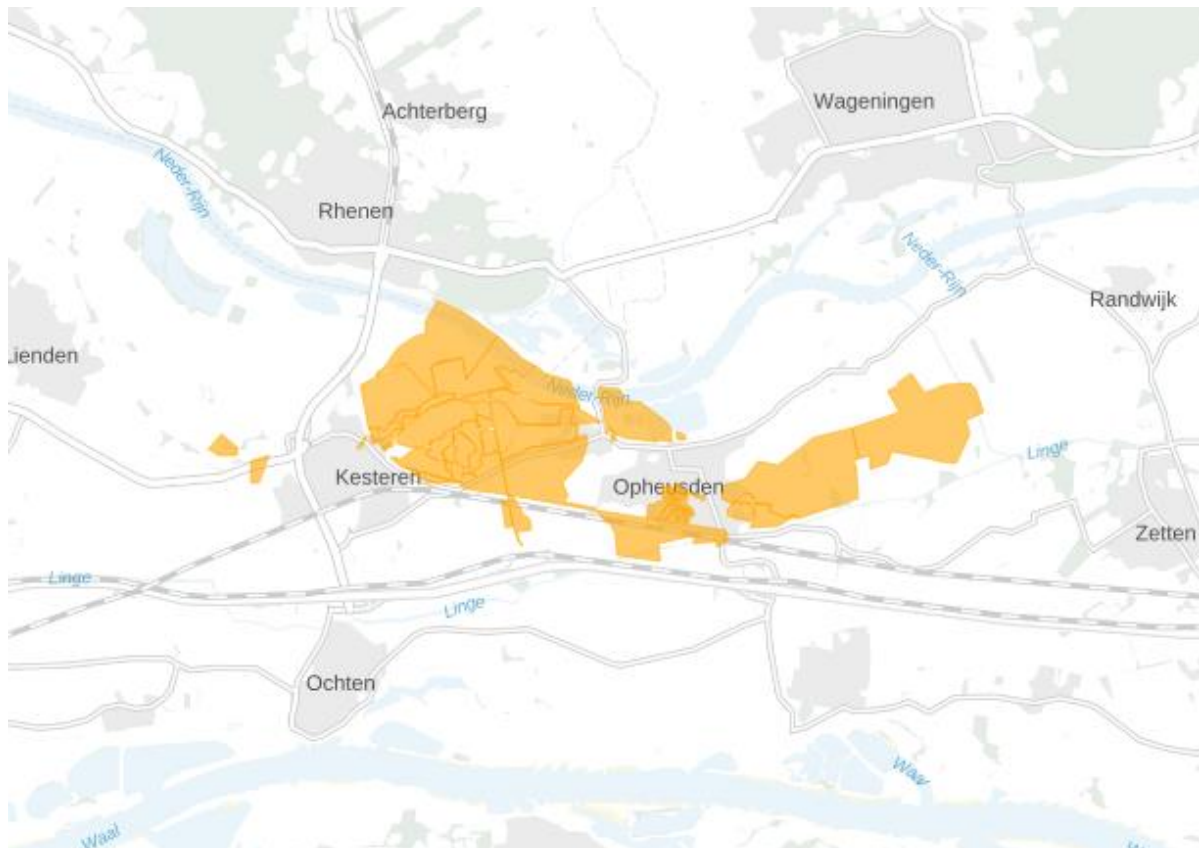 Wageningen
Achterberg
Neder-Rijn
Rhenen
Neder-Rijn
Randwijk
Lienden
Neder-Rijn
Linge
Kesteren
Opheusden
Zetten
Linge
Linge
Ochten
Waal
Waal